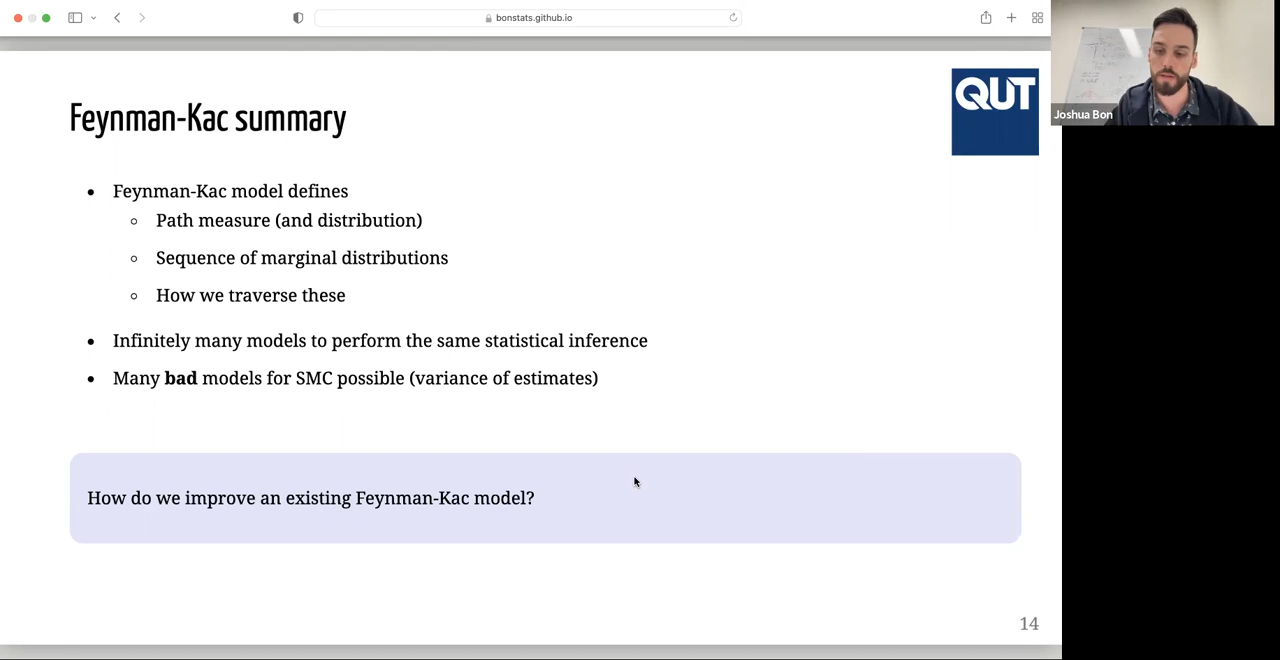 bonstats.github.io
Joshua Bon
QUT
Feynman-Kac summary
Feynman-Kac model defines
Path measure (and distribution)
Sequence of marginal distributions
How we traverse these
Infinitely many models to perform the same statistical inference
Many bad models for SMC possible (variance of estimates)
How do we improve an existing Feynman-Kac model?
14